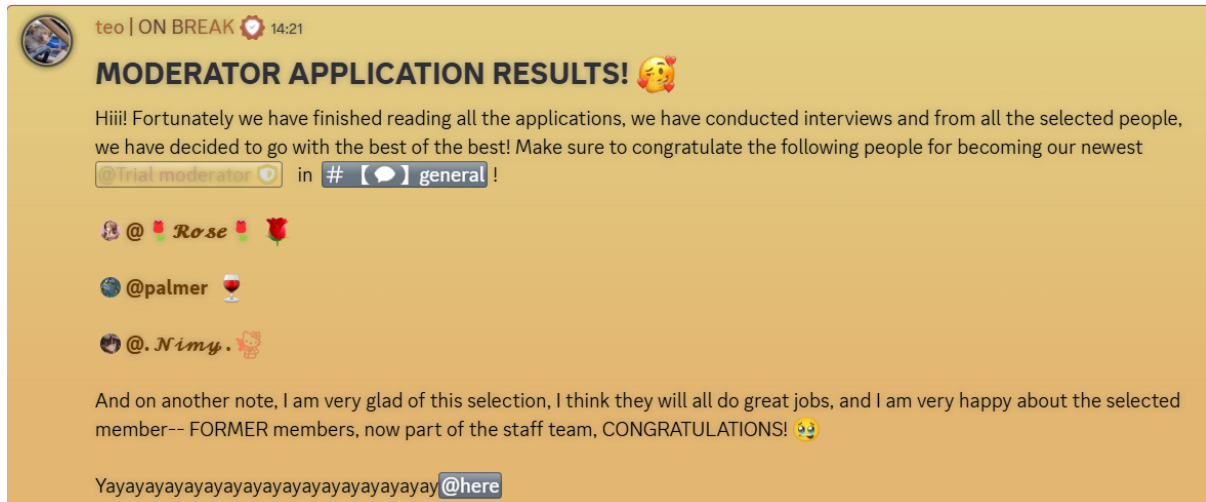 teo | ON BREAK 14:21
MODERATOR APPLICATION RESULTS! 🥰
Hiii! Fortunately we have finished reading all the applications, we have conducted interviews and from all the selected people,
we have decided to go with the best of the best! Make sure to congratulate the following people for becoming our newest
@Trial moderator in # 【💬】general !
@🌷𝓡𝓸𝓼𝓮🌷 🌹
@palmer 🍷
@. 𝓝𝓲𝓶𝔂 .
And on another note, I am very glad of this selection, I think they will all do great jobs, and I am very happy about the selected
member-- FORMER members, now part of the staff team, CONGRATULATIONS! 🥹
Yayayayayayayayayayayayayayayayayayay@here